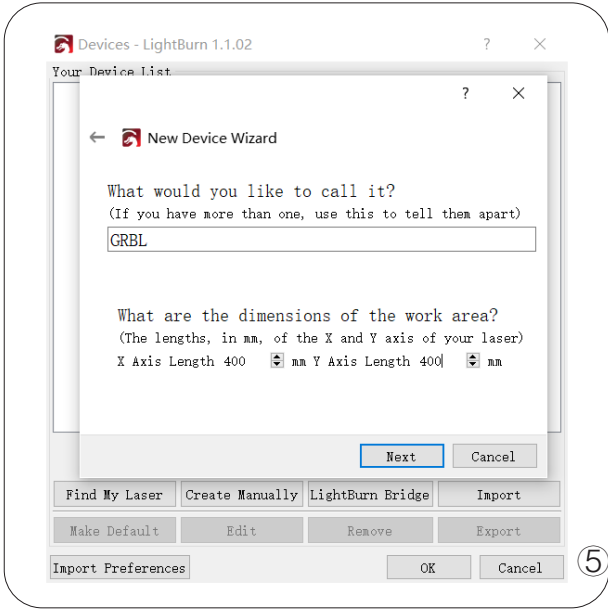 Devices - LightBurn 1.1.02
Your Device List
New Device Wizard
What would you like to call it?
(If you have more than one, use this to tell them apart)
GRBL
What are the dimensions of the work area?
(The lengths, in mm, of the X and Y axis of your laser)
X Axis Length 400 mm Y Axis Length 400 mm
Next Cancel
Find My Laser Create Manually LightBurn Bridge Import
Make Default Edit Remove Export
Import Preferences OK Cancel
⑤